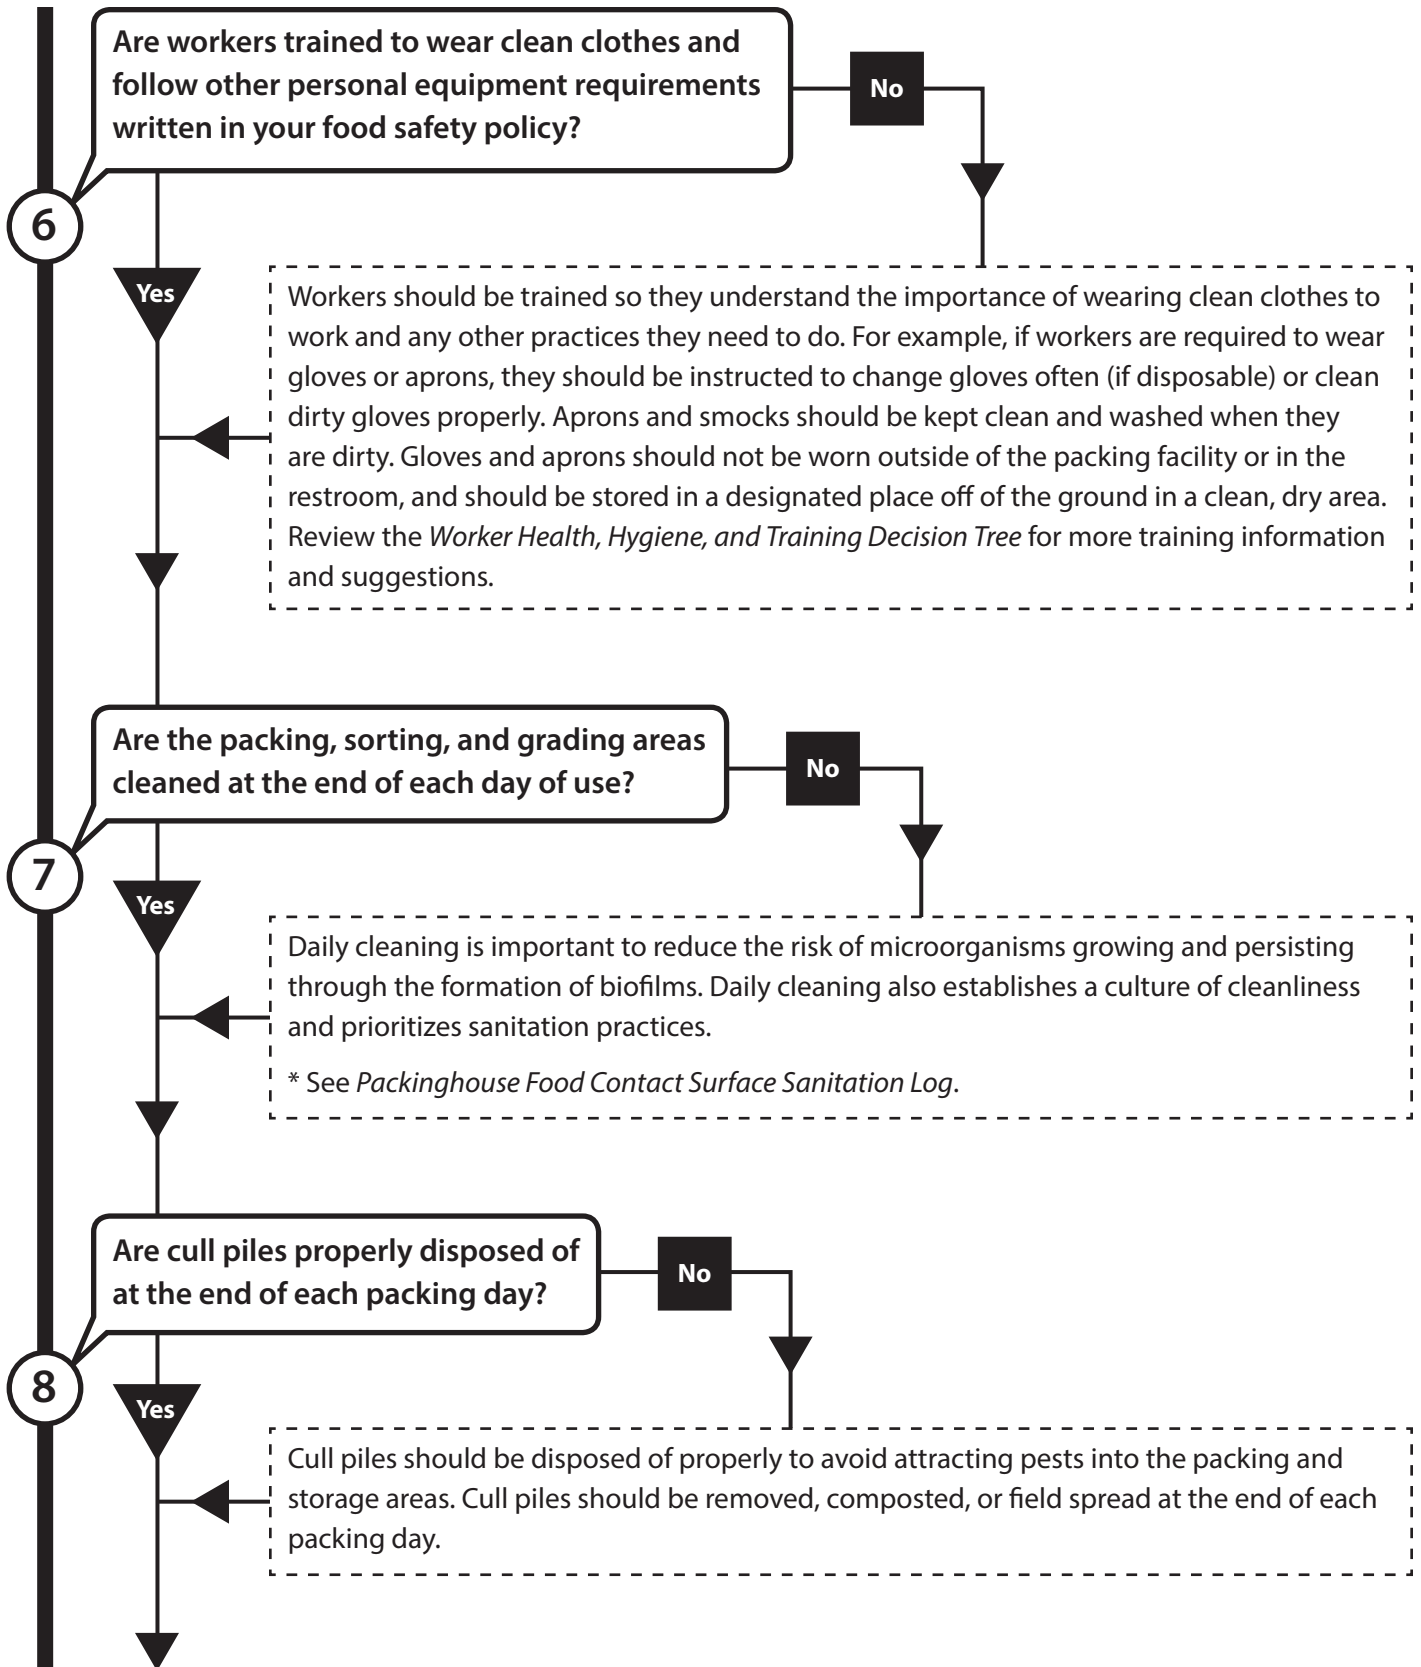 Are workers trained to wear clean clothes and
follow other personal equipment requirements
written in your food safety policy?
No
6
Yes
Workers should be trained so they understand the importance of wearing clean clothes to
work and any other practices they need to do. For example, if workers are required to wear
gloves or aprons, they should be instructed to change gloves often (if disposable) or clean
dirty gloves properly. Aprons and smocks should be kept clean and washed when they
are dirty. Gloves and aprons should not be worn outside of the packing facility or in the
restroom, and should be stored in a designated place off of the ground in a clean, dry area.
Review the Worker Health, Hygiene, and Training Decision Tree for more training information
and suggestions.
Are the packing, sorting, and grading areas
cleaned at the end of each day of use?
No
7
Yes
Daily cleaning is important to reduce the risk of microorganisms growing and persisting
through the formation of biofilms. Daily cleaning also establishes a culture of cleanliness
and prioritizes sanitation practices.
* See Packinghouse Food Contact Surface Sanitation Log.
Are cull piles properly disposed of
at the end of each packing day?
No
8
Yes
Cull piles should be disposed of properly to avoid attracting pests into the packing and
storage areas. Cull piles should be removed, composted, or field spread at the end of each
packing day.